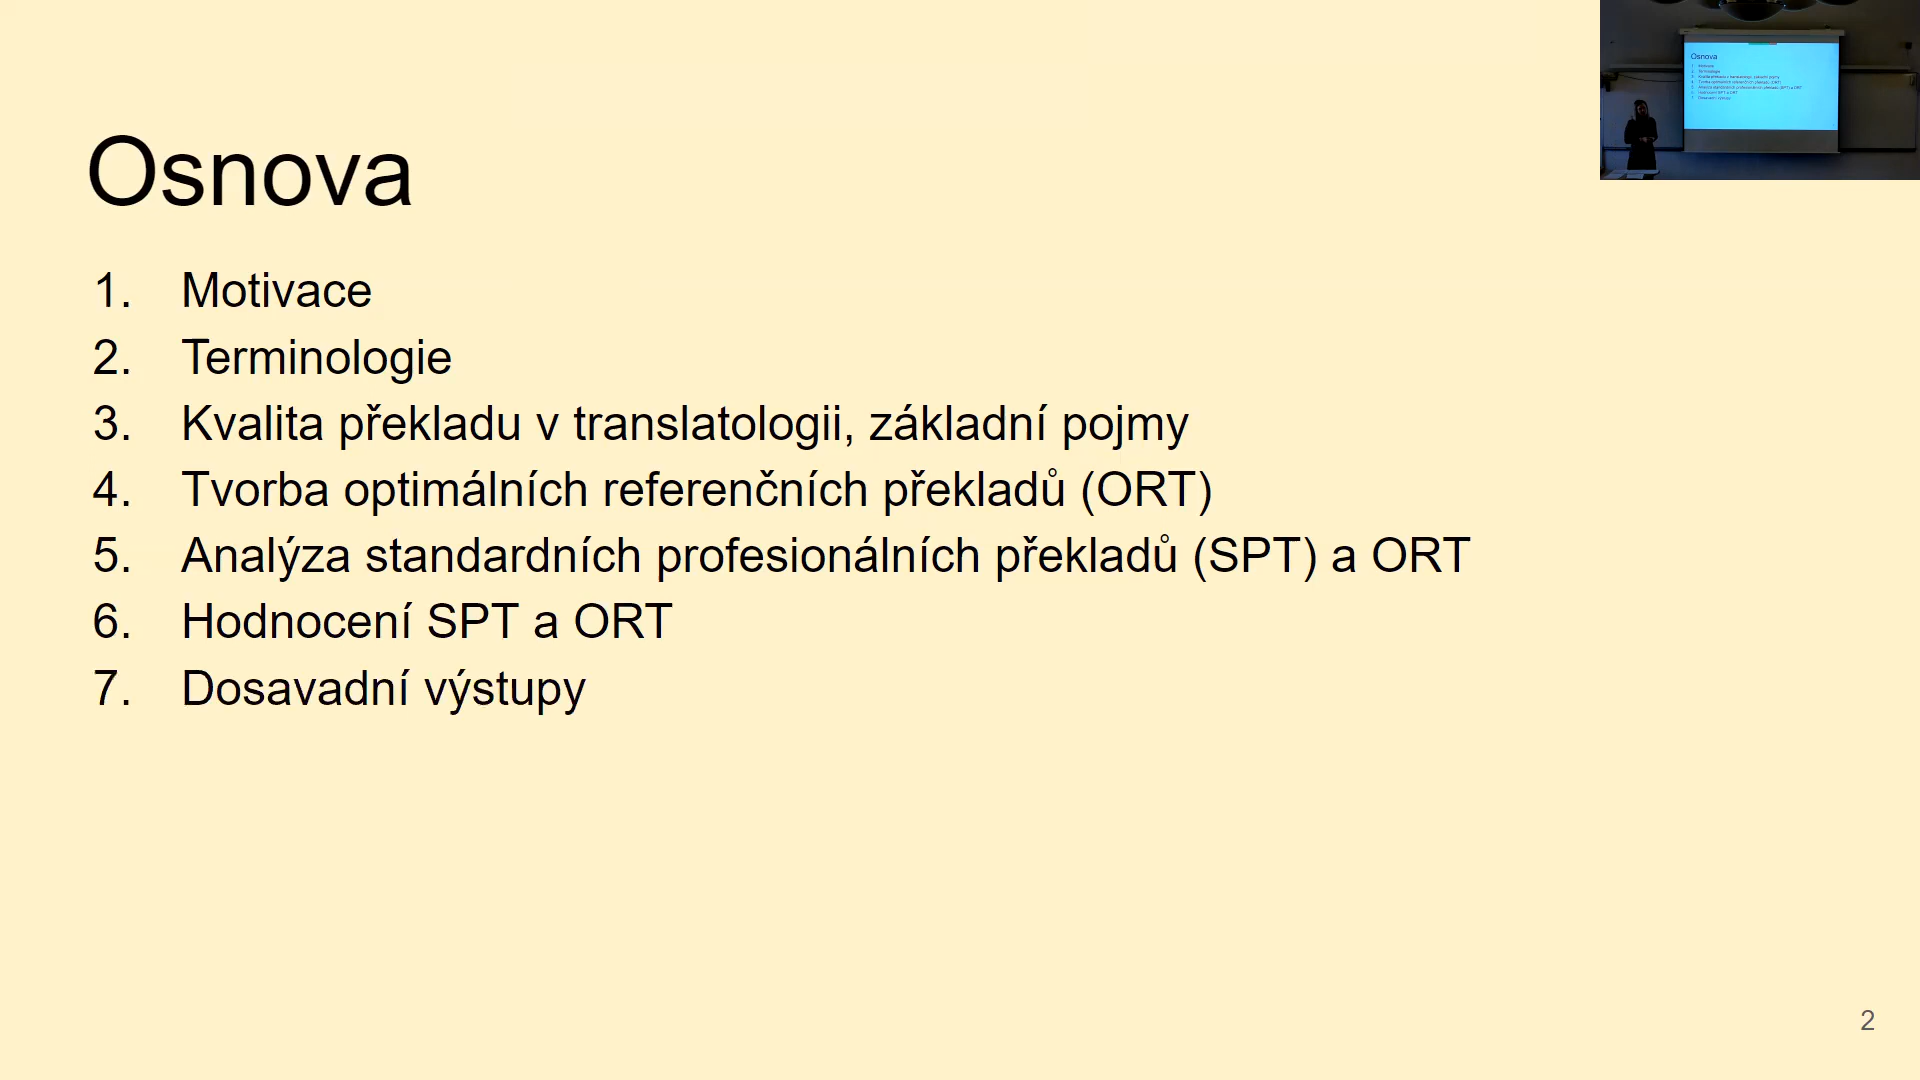 Osnova
1. Motivace
2. Terminologie
3. Kvalita překladu v translatologii, základní pojmy
4. Tvorba optimálních referenčních překladů (ORT)
5. Analýza standardních profesionálních překladů (SPT) a ORT
6. Hodnocení SPT a ORT
7. Dosavadní výstupy
2
Osnova